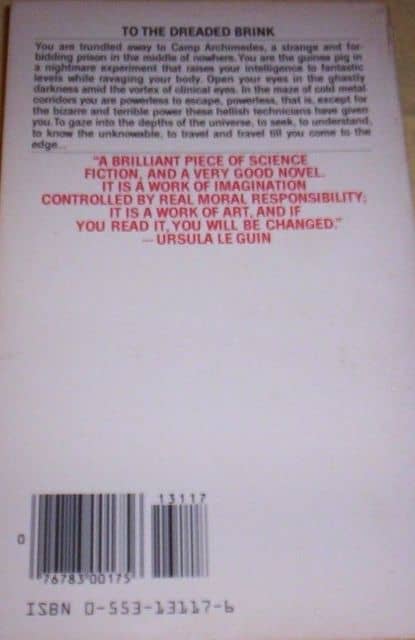 TO THE DREADED BRINK
You are trundled away to Camp Archimedes, a strange and for-
bidding prison in the middle of nowhere. You are the guinea pig in
a nightmare experiment that raises your intelligence to fantastic
levels while ravaging your body. Open your eyes in the ghastly
darkness amid the vortex of clinical eyes. In the maze of cold metal
corridors you are powerless to escape, powerless, that is, except for
the bizarre and terrible power these hellish technicians have given
you. To gaze into the depths of the universe, to seek, to understand,
to know the unknowable, to travel and travel till you come to the
edge...
"A BRILLIANT PIECE OF SCIENCE
FICTION, AND A VERY GOOD NOVEL.
IT IS A WORK OF IMAGINATION
CONTROLLED BY REAL MORAL RESPONSIBILITY;
IT IS A WORK OF ART, AND IF
YOU READ IT, YOU WILL BE CHANGED."
— URSULA LE GUIN
13117
0
76783 00175
ISBN 0-553-13117-6